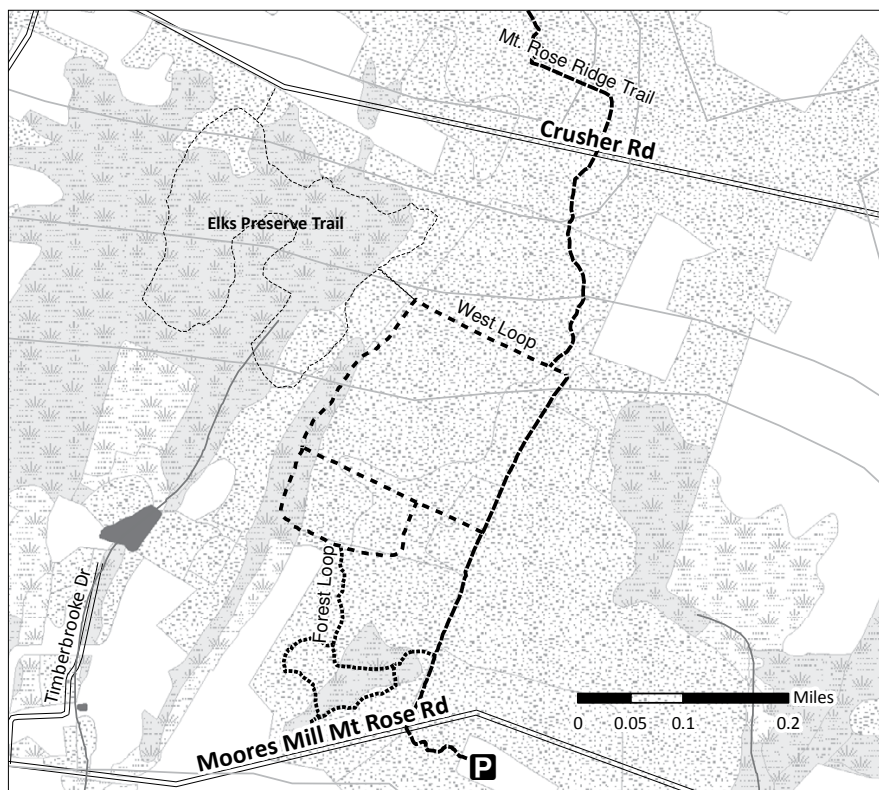 Mt. Rose Ridge Trail
Crusher Rd
Elks Preserve Trail
West Loop
Forest Loop
Timberbrooke Dr
Miles
0 0.05 0.1 0.2
Moores Mill Mt Rose Rd
P